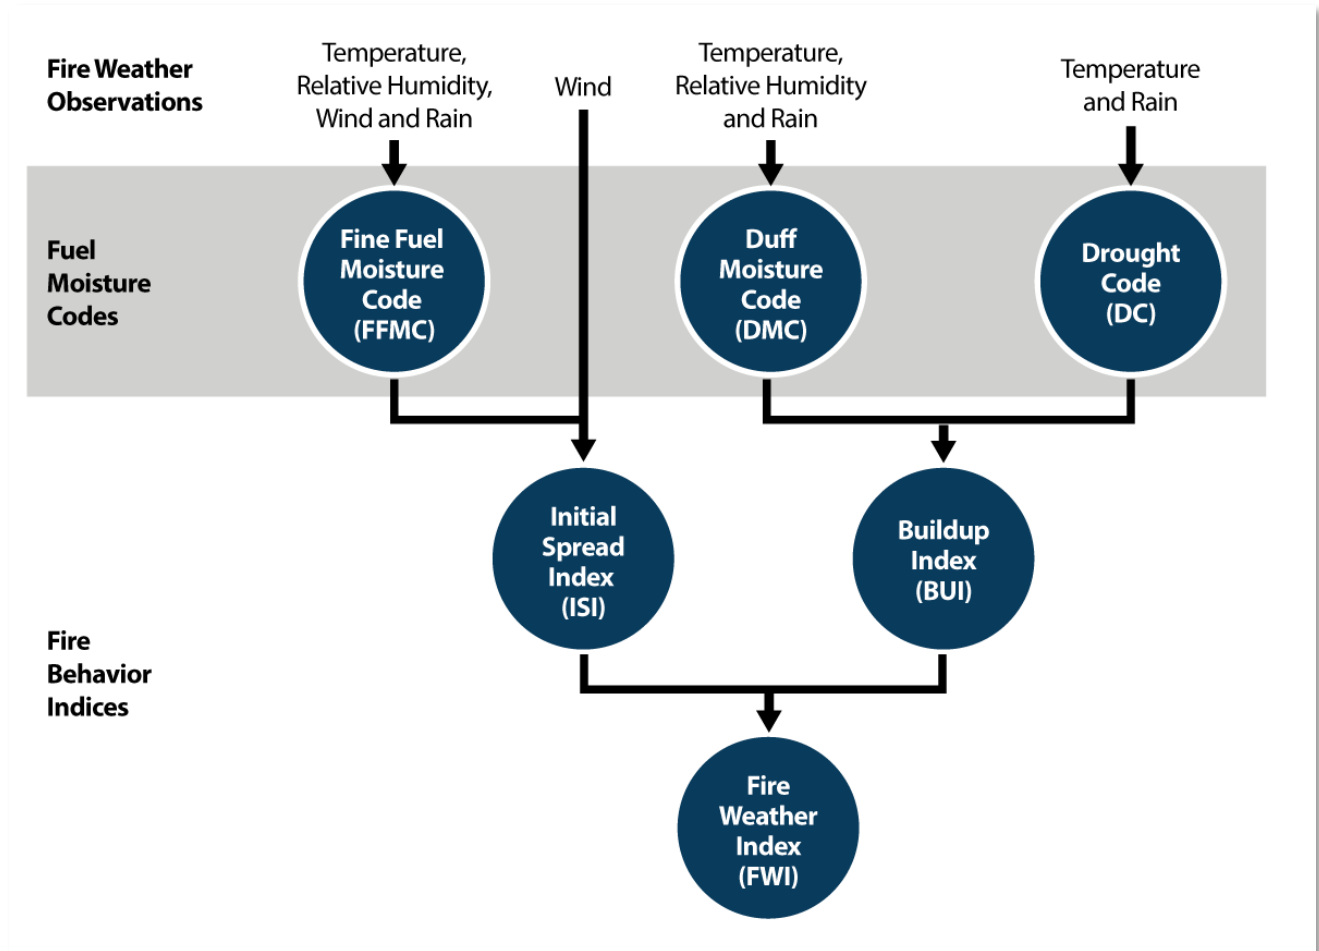 Fire Weather
Observations
Temperature,
Relative Humidity,
Wind and Rain
Wind
Temperature,
Relative Humidity
and Rain
Temperature
and Rain
Fuel
Moisture
Codes
Fine Fuel
Moisture
Code
(FFMC)
Duff
Moisture
Code
(DMC)
Drought
Code
(DC)
Fire
Behavior
Indices
Initial
Spread
Index
(ISI)
Buildup
Index
(BUI)
Fire
Weather
Index
(FWI)